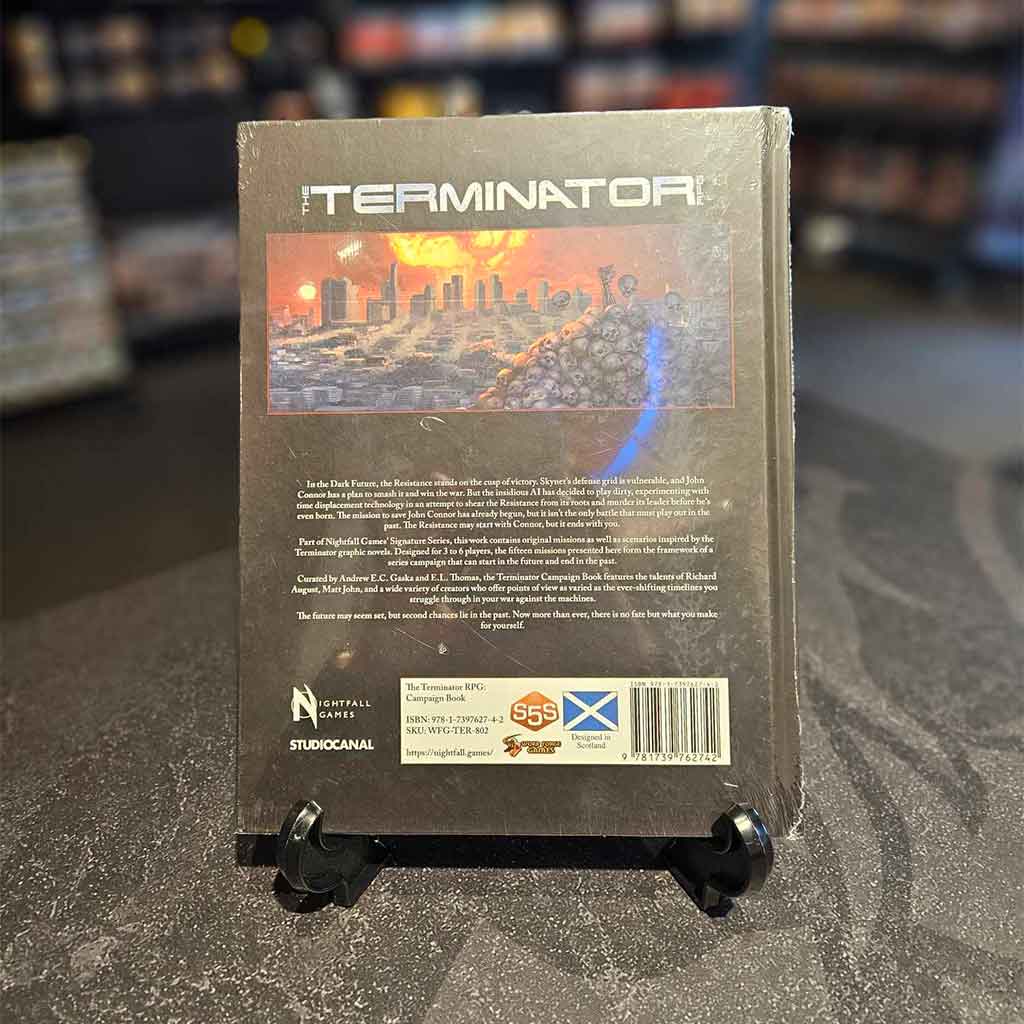 THE TERMINATOR RPG
In the Dark Future, the Resistance stands on the cusp of victory. Skynet's defense grid is vulnerable, and John
Connor has a plan to smash it and win the war. But the insidious AI has decided to play dirty, experimenting with
time displacement technology in an attempt to shear the Resistance from its roots and murder its leader before he's
even born. The mission to save John Connor has already begun, but it isn't the only battle that must play out in the
past. The Resistance may start with Connor, but it ends with you.
Part of Nightfall Games' Signature Series, this work contains original missions as well as scenarios inspired by the
Terminator graphic novels. Designed for 3 to 6 players, the fifteen missions presented here form the framework of a
series campaign that can start in the future and end in the past.
Curated by Andrew E.C. Gaska and E.L. Thomas, the Terminator Campaign Book features the talents of Richard
August, Matt John, and a wide variety of creators who offer points of view as varied as the ever-shifting timelines you
struggle through in your war against the machines.
The future may seem set, but second chances lie in the past. Now more than ever, there is no fate but what you make
for yourself.
NIGHTFALL
GAMES
STUDIOCANAL
The Terminator RPG:
Campaign Book
ISBN: 978-1-7397627-4-2
SKU: WFG-TER-802
https://nightfall.games/
S5S
GAMES
Designed in
Scotland
ISBN 978-1-7397627-4-2
9 781739 762742